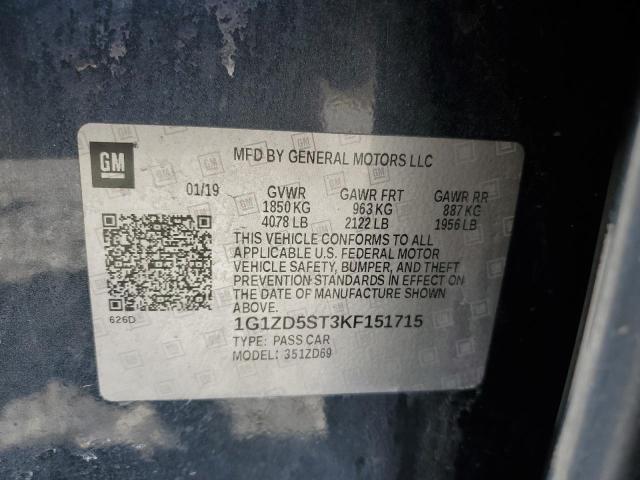 GM
MFD BY GENERAL MOTORS LLC
01/19 GVWR GAWR FRT GAWR RR
1850 KG 963 KG 887 KG
4078 LB 2122 LB 1956 LB
THIS VEHICLE CONFORMS TO ALL
APPLICABLE U.S. FEDERAL MOTOR
VEHICLE SAFETY, BUMPER, AND THEFT
PREVENTION STANDARDS IN EFFECT ON
THE DATE OF MANUFACTURE SHOWN
ABOVE.
626D
1G1ZD5ST3KF151715
TYPE: PASS CAR
MODEL: 351ZD69